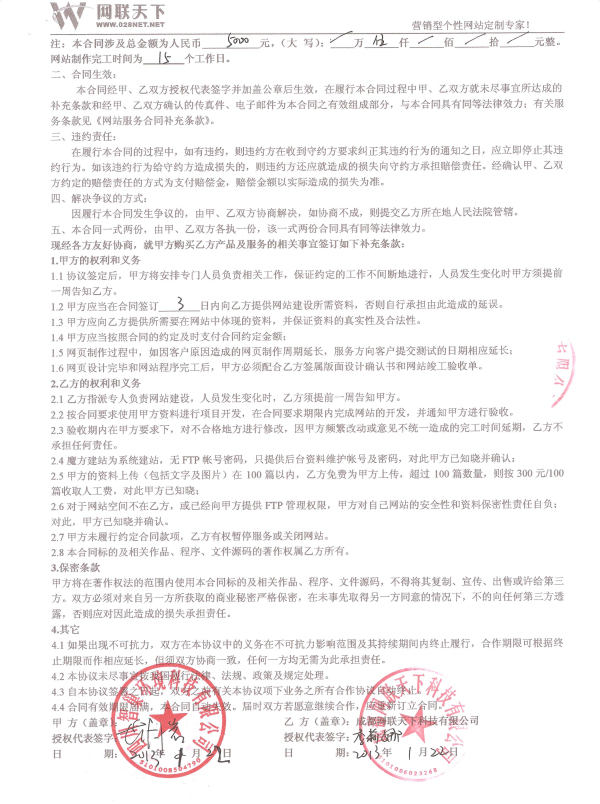 网联天下
WWW.028NET.NET
营销型个性网站定制专家！
注：本合同涉及总金额为人民币 5000 元，（大 写）：/ 万 伍 仟 / 佰 / 拾 / 元整。
网站制作完工时间为 15 个工作日。
二、合同生效：
本合同经甲、乙双方授权代表签字并加盖公章后生效，在履行本合同过程中甲、乙双方就未尽事宜所达成的
补充条款和经甲、乙双方确认的传真件、电子邮件为本合同之有效组成部分，与本合同具有同等法律效力；有关服
务条款见《网站服务合同补充条款》。
三、违约责任：
在履行本合同的过程中，如有违约，则违约方在收到守约方要求纠正其违约行为的通知之日，应立即停止其违
约行为。如该违约行为给守约方造成损失的，则违约方还应就造成的损失向守约方承担赔偿责任。经确认甲、乙双
方约定的赔偿责任的方式为支付赔偿金，赔偿金额以实际造成的损失为准。
四、解决争议的方式：
因履行本合同发生争议的，由甲、乙双方协商解决，如协商不成，则提交乙方所在地人民法院管辖。
五、本合同一式两份，由甲、乙双方各执一份，该一式两份合同具有同等法律效力。
现经各方友好协商，就甲方购买乙方产品及服务的相关事宜签订如下补充条款：
1.甲方的权利和义务
1.1 协议签定后，甲方将安排专门人员负责相关工作，保证约定的工作不间断地进行，人员发生变化时甲方须提前
一周告知乙方。
1.2 甲方应当在合同签订 3 日内向乙方提供网站建设所需资料，否则自行承担由此造成的延误。
1.3 甲方应向乙方提供所需要在网站中体现的资料，并保证资料的真实性及合法性。
1.4 甲方应当按照合同的约定及时支付合同约定金额；
1.5 网页制作过程中，如因客户原因造成的网页制作周期延长，服务方向客户提交测试的日期相应延长；
1.6 网页设计完毕和网站程序完工后，甲方必须配合乙方签属版面设计确认书和网站竣工验收单。
2.乙方的权利和义务
2.1 乙方指派专人负责网站建设，人员发生变化时，乙方须提前一周告知甲方。
2.2 按合同要求使用甲方资料进行项目开发，在合同要求期限内完成网站的开发，并通知甲方进行验收。
2.3 验收期内在甲方要求下，对不合格地方进行修改，因甲方频繁改动或意见不统一造成的完工时间延期，乙方不
承担任何责任。
2.4 魔方建站为系统建站，无 FTP 帐号密码，只提供后台资料维护帐号及密码，对此甲方已知晓并确认；
2.5 甲方的资料上传（包括文字及图片）在 100 篇以内，乙方免费为甲方上传，超过 100 篇数量，则按 300 元/100
篇收取人工费，对此甲方已知晓；
2.6 对于网站空间不在乙方，或已经向甲方提供 FTP 管理权限，甲方对自己网站的安全性和资料保密性责任自负；
对此，甲方已知晓并确认。
2.7 甲方未履行约定合同款项，乙方有权暂停服务或关闭网站。
2.8 本合同标的及相关作品、程序、文件源码的著作权属乙方所有。
3.保密条款
甲方将在著作权法的范围内使用本合同标的及相关作品、程序、文件源码，不得将其复制、宣传、出售或许给第三
方。双方必须对来自另一方所获取的商业秘密严格保密，在未事先取得另一方同意的情况下，不的向任何第三方透
露，否则应对因此造成的损失承担责任。
4.其它
4.1 如果出现不可抗力，双方在本协议中的义务在不可抗力影响范围及其持续期间内终止履行，合作期限可根据终
止期限而作相应延长，但须双方协商一致，任何一方均无需为此承担责任。
4.2 本协议未尽事宜按我国现行法律、法规、政策及规定处理。
4.3 自本协议签署之日起，双方之前有关本协议项下业务之所有合作协议自动终止。
4.4 合同有效期限届满，本合同自动失效。届时双方若愿意继续合作，应重新订立合同。
甲 方（盖章）：
乙 方（盖章）：成都网联天下科技有限公司
授权代表签字：
授权代表签字：
日 期：2013年 1月22日
日 期：2013年 1月22日
5101008504790
5101006023268